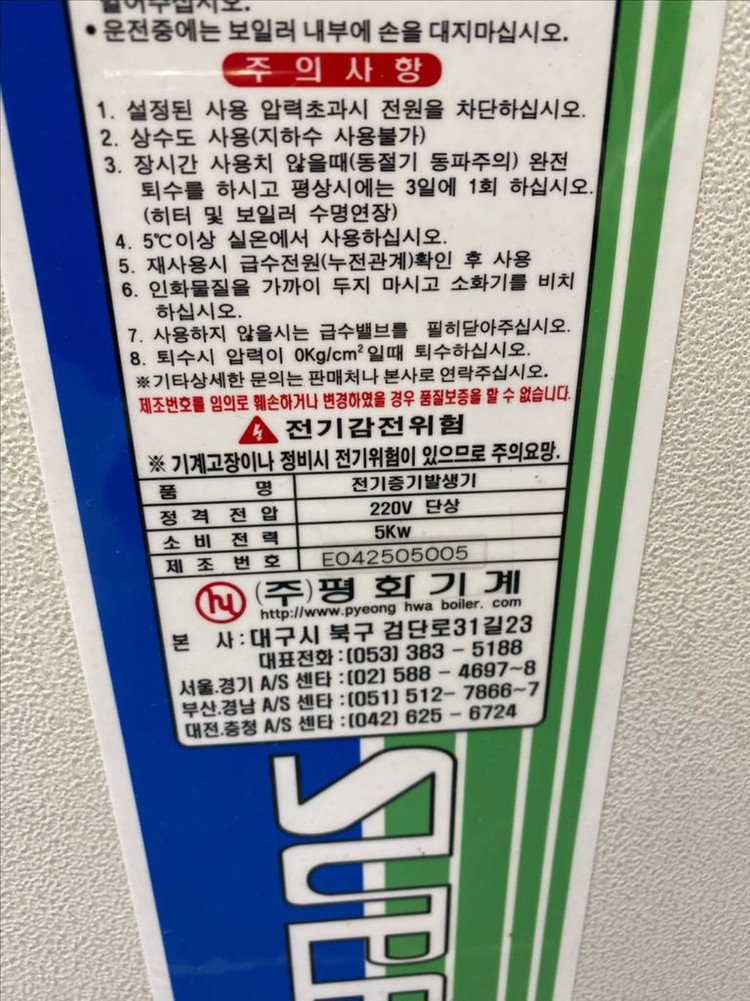 열어주십시오.
• 운전중에는 보일러 내부에 손을 대지마십시오.
주 의 사 항
1. 설정된 사용 압력초과시 전원을 차단하십시오.
2. 상수도 사용(지하수 사용불가)
3. 장시간 사용치 않을때(동절기 동파주의) 완전
퇴수를 하시고 평상시에는 3일에 1회 하십시오.
(히터 및 보일러 수명연장)
4. 5℃이상 실온에서 사용하십시오.
5. 재사용시 급수전원(누전관계)확인 후 사용
6. 인화물질을 가까이 두지 마시고 소화기를 비치
하십시오.
7. 사용하지 않을시는 급수밸브를 필히닫아주십시오.
8. 퇴수시 압력이 0Kg/cm²일때 퇴수하십시오.
※기타상세한 문의는 판매처나 본사로 연락주십시오.
제조번호를 임의로 훼손하거나 변경하였을 경우 품질보증을 할 수 없습니다.
전기감전위험
※ 기계고장이나 정비시 전기위험이 있으므로 주의요망.
품 명 전기증기발생기
정 격 전 압 220V 단상
소 비 전 력 5Kw
제 조 번 호 E042505005
hy (주)평화기계
http://www.pyeong hwa boiler. com
본 사:대구시 북구 검단로31길23
대표전화:(053) 383 - 5188
서울.경기 A/S 센타 :(02) 588 - 4697~8
부산.경남 A/S 센타 :(051) 512- 7866~7
대전.충청 A/S 센타 :(042) 625 - 6724
SUPE